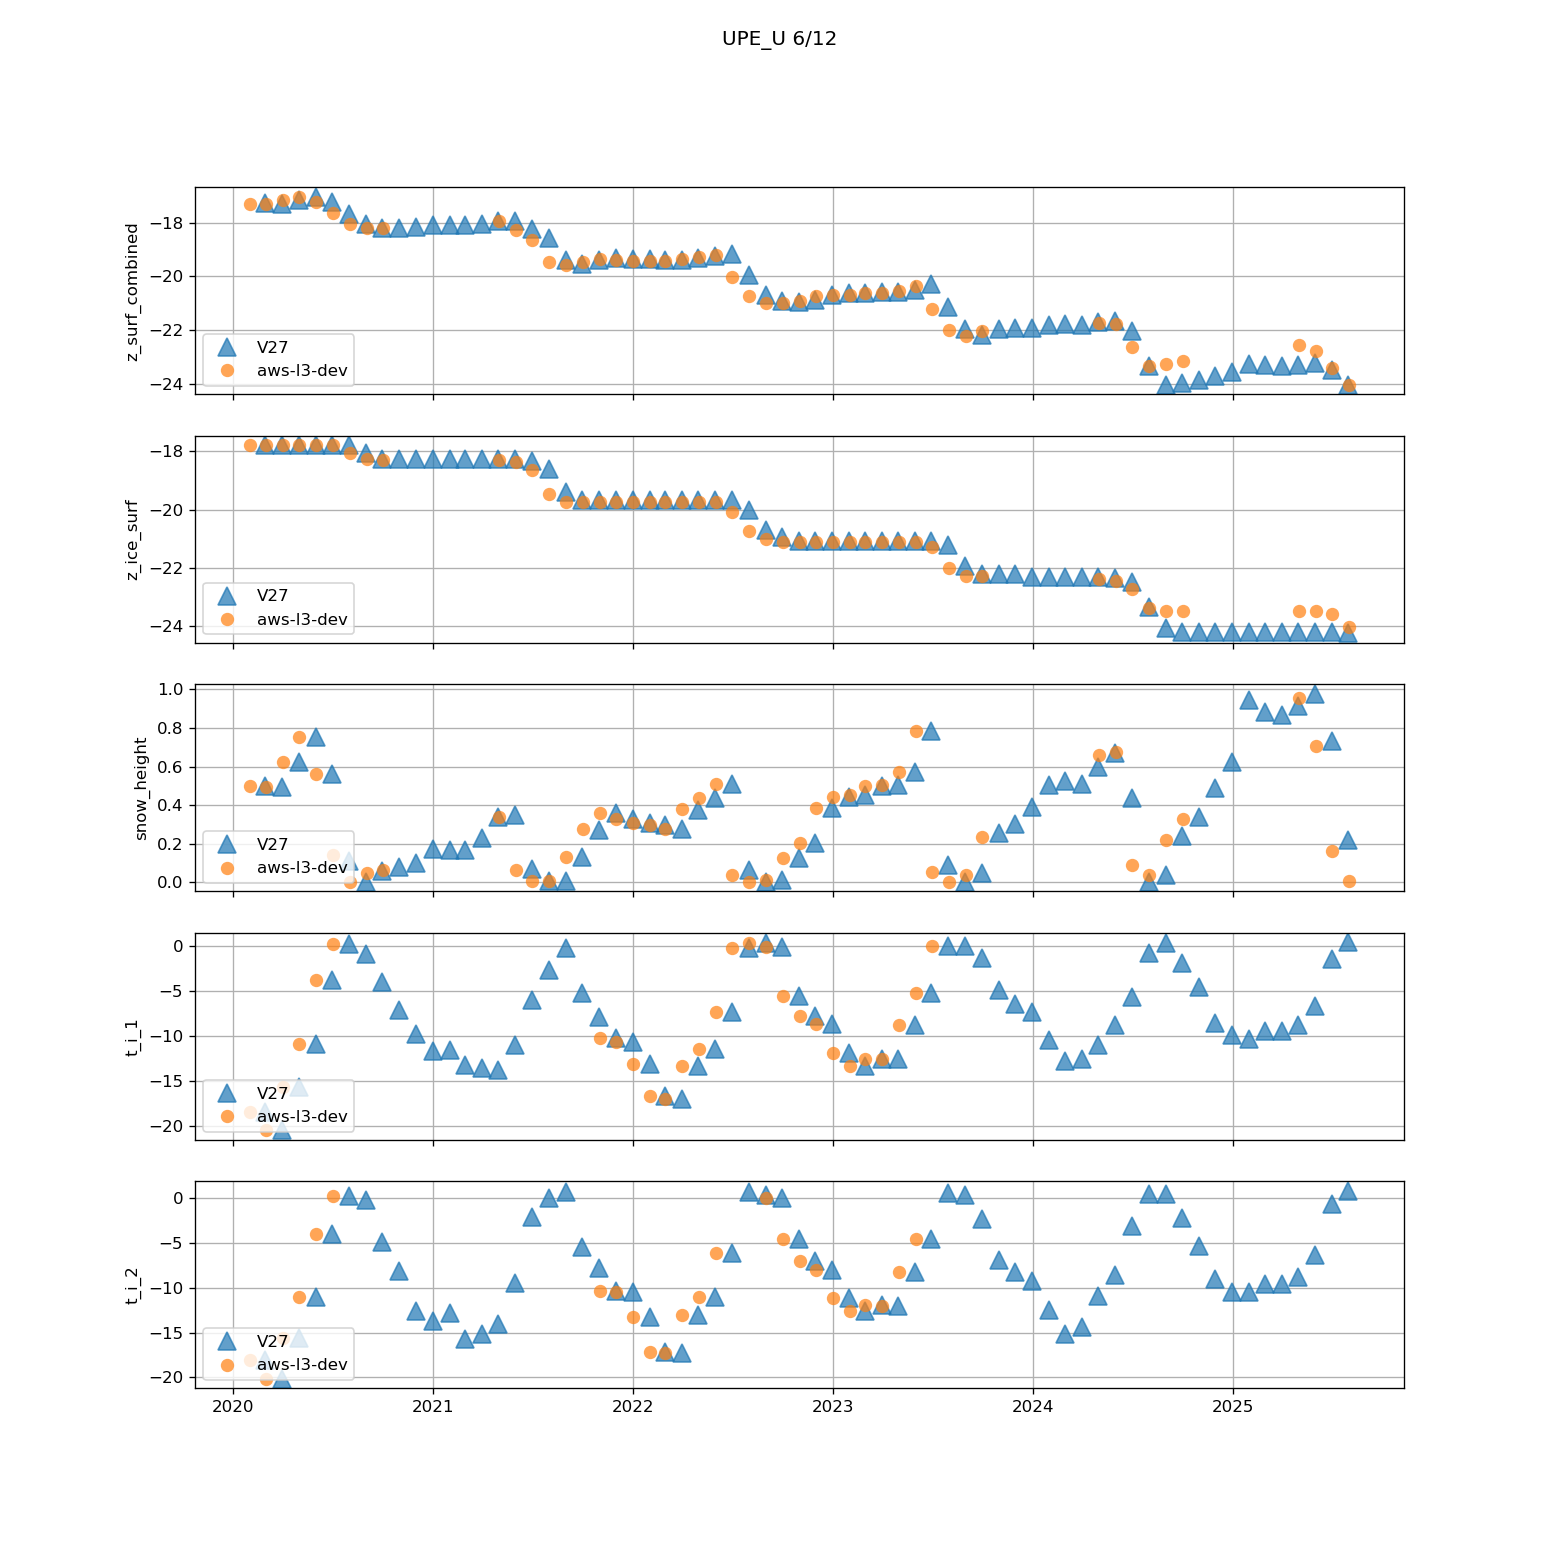 UPE_U 6/12
z_surf_combined
−18
−20
−22
−24
V27
aws-l3-dev
z_ice_surf
−18
−20
−22
−24
V27
aws-l3-dev
snow_height
1.0
0.8
0.6
0.4
0.2
0.0
V27
aws-l3-dev
t_i_1
0
−5
−10
−15
−20
V27
aws-l3-dev
t_i_2
0
−5
−10
−15
−20
V27
aws-l3-dev
2020 2021 2022 2023 2024 2025